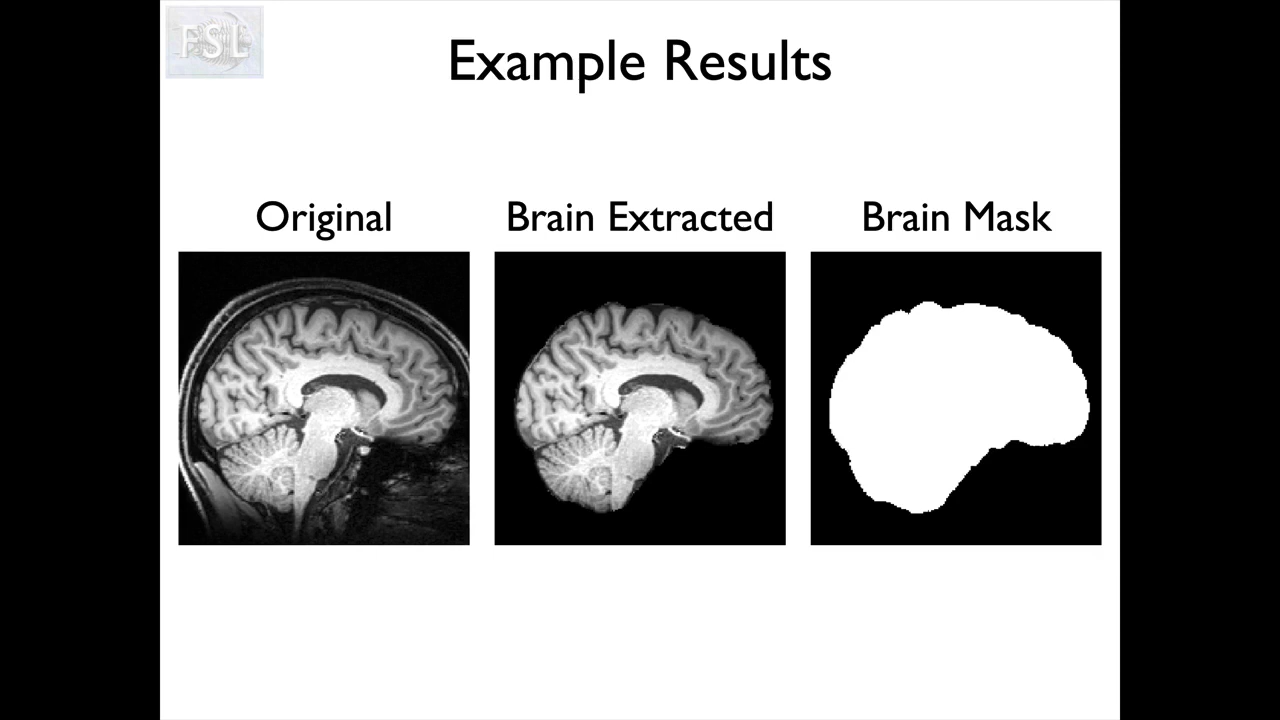 FSL
Example Results
Original
Brain Extracted
Brain Mask